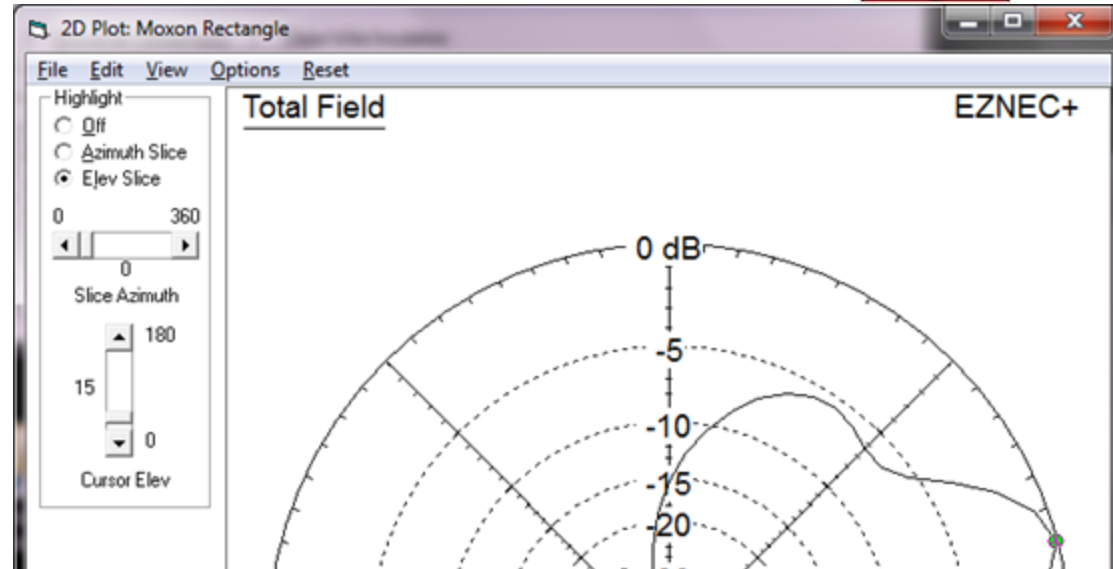 2D Plot: Moxon Rectangle
File Edit View Options Reset
Highlight
Off
Azimuth Slice
Elev Slice
0 360
0
Slice Azimuth
180
15
0
Cursor Elev
Total Field
EZNEC+
0 dB
-5
-10
-15
-20